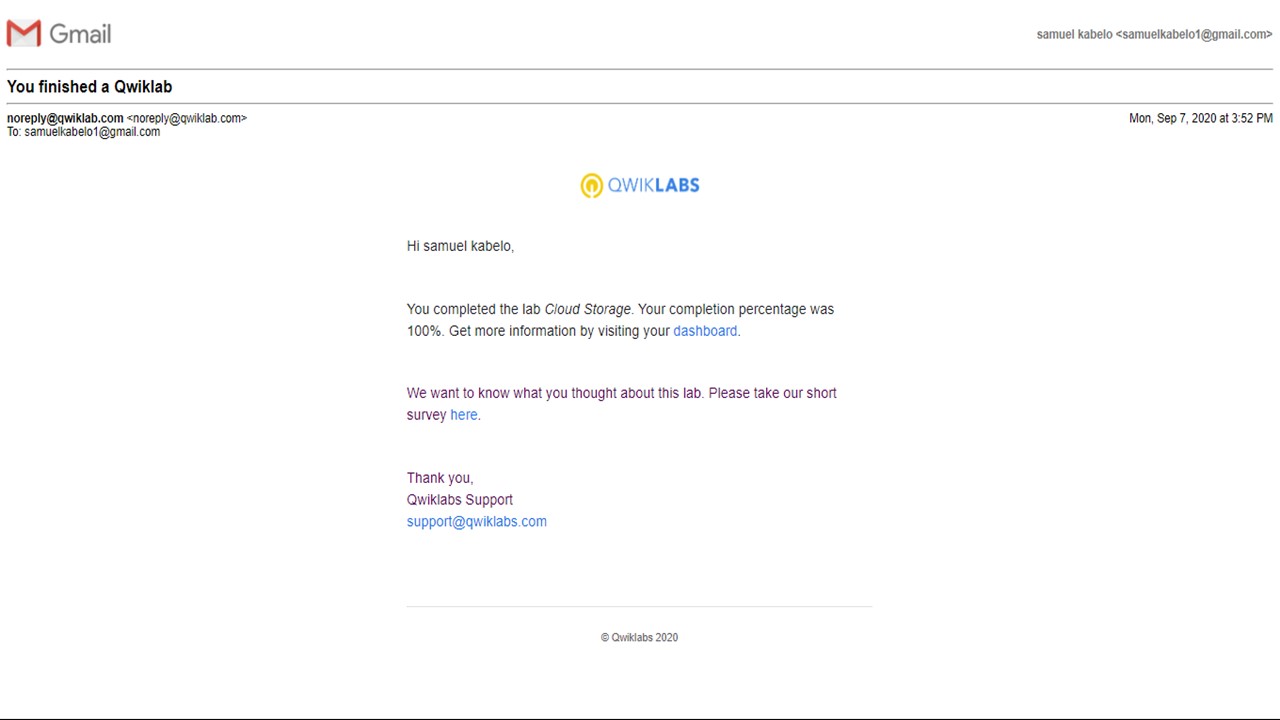 Gmail
samuel kabelo <samuelkabelo1@gmail.com>
You finished a Qwiklab
noreply@qwiklab.com <noreply@qwiklab.com>
Mon, Sep 7, 2020 at 3:52 PM
To: samuelkabelo1@gmail.com
QWIKLABS
Hi samuel kabelo,
You completed the lab Cloud Storage. Your completion percentage was
100%. Get more information by visiting your dashboard.
We want to know what you thought about this lab. Please take our short
survey here.
Thank you,
Qwiklabs Support
support@qwiklabs.com
© Qwiklabs 2020